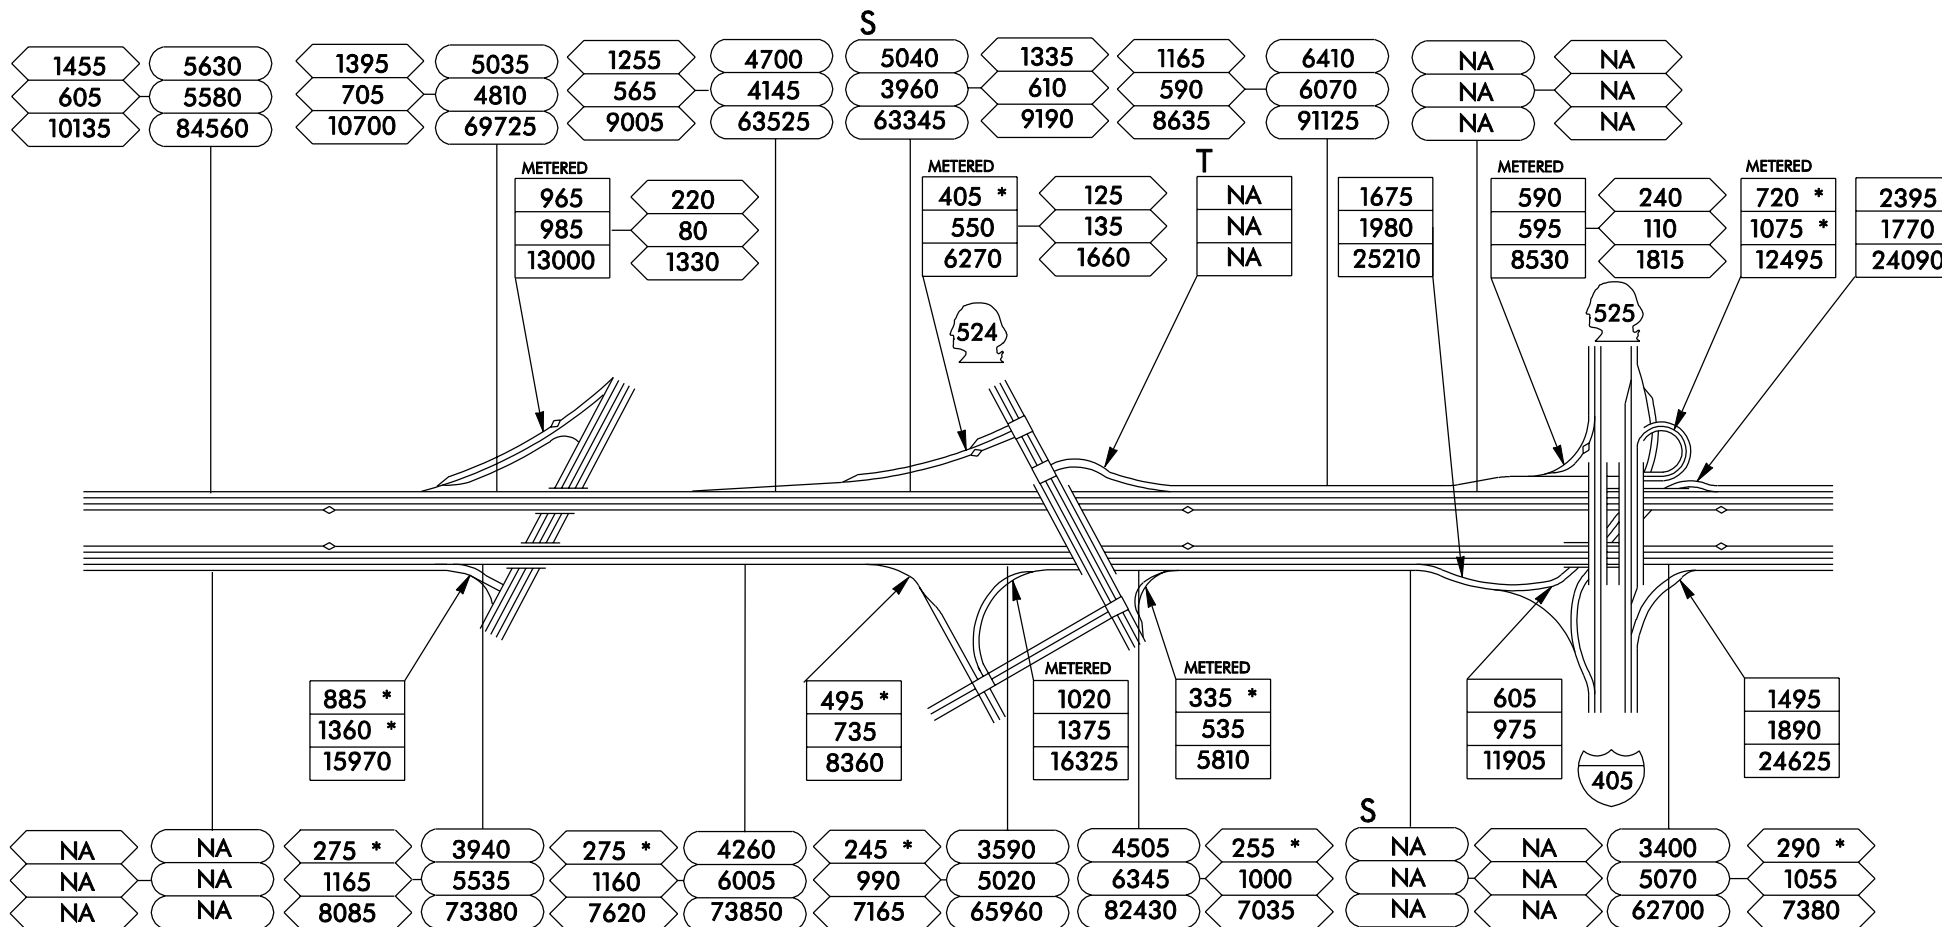 S
1455 5630 1395 5035 1255 4700 5040 1335 1165 6410 NA NA
605 5580 705 4810 565 4145 3960 610 590 6070 NA NA
10135 84560 10700 69725 9005 63525 63345 9190 8635 91125 NA NA
METERED METERED T METERED METERED
965 220 405 * 125 NA 1675 590 240 720 * 2395
985 80 550 135 NA 1980 595 110 1075 * 1770
13000 1330 6270 1660 NA 25210 8530 1815 12495 24090
524 525
METERED METERED
885 * 495 * 1020 335 * 605 1495
1360 * 735 1375 535 975 1890
15970 8360 16325 5810 11905 24625
405
S
NA NA 275 * 3940 275 * 4260 245 * 3590 4505 255 * NA NA 3400 290 *
NA NA 1165 5535 1160 6005 990 5020 6345 1000 NA NA 5070 1055
NA NA 8085 73380 7620 73850 7165 65960 82430 7035 NA NA 62700 7380